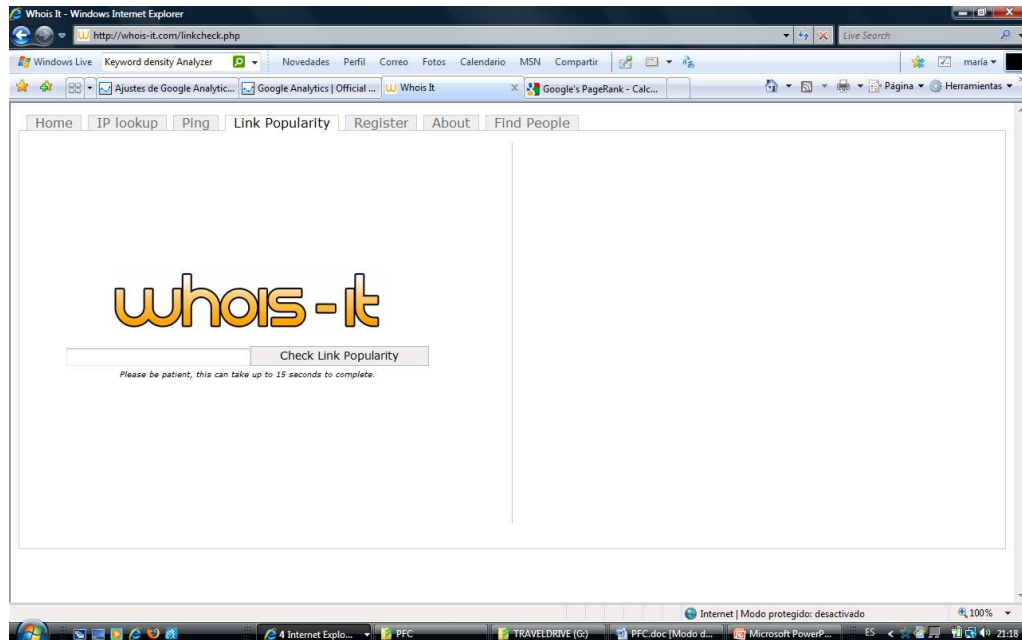 Whois It - Windows Internet Explorer
http://whois-it.com/linkcheck.php
Live Search
Windows Live Keyword density Analyzer Novedades Perfil Correo Fotos Calendario MSN Compartir maría
Ajustes de Google Analytic... Google Analytics | Official ... Whois It Google's PageRank - Calc... Página Herramientas
Home IP lookup Ping Link Popularity Register About Find People
whois-it
Check Link Popularity
Please be patient, this can take up to 15 seconds to complete.
Internet | Modo protegido: desactivado 100%
4 Internet Explo... PFC TRAVELDRIVE (G:) PFC.doc [Modo d... Microsoft PowerP... ES 21:18